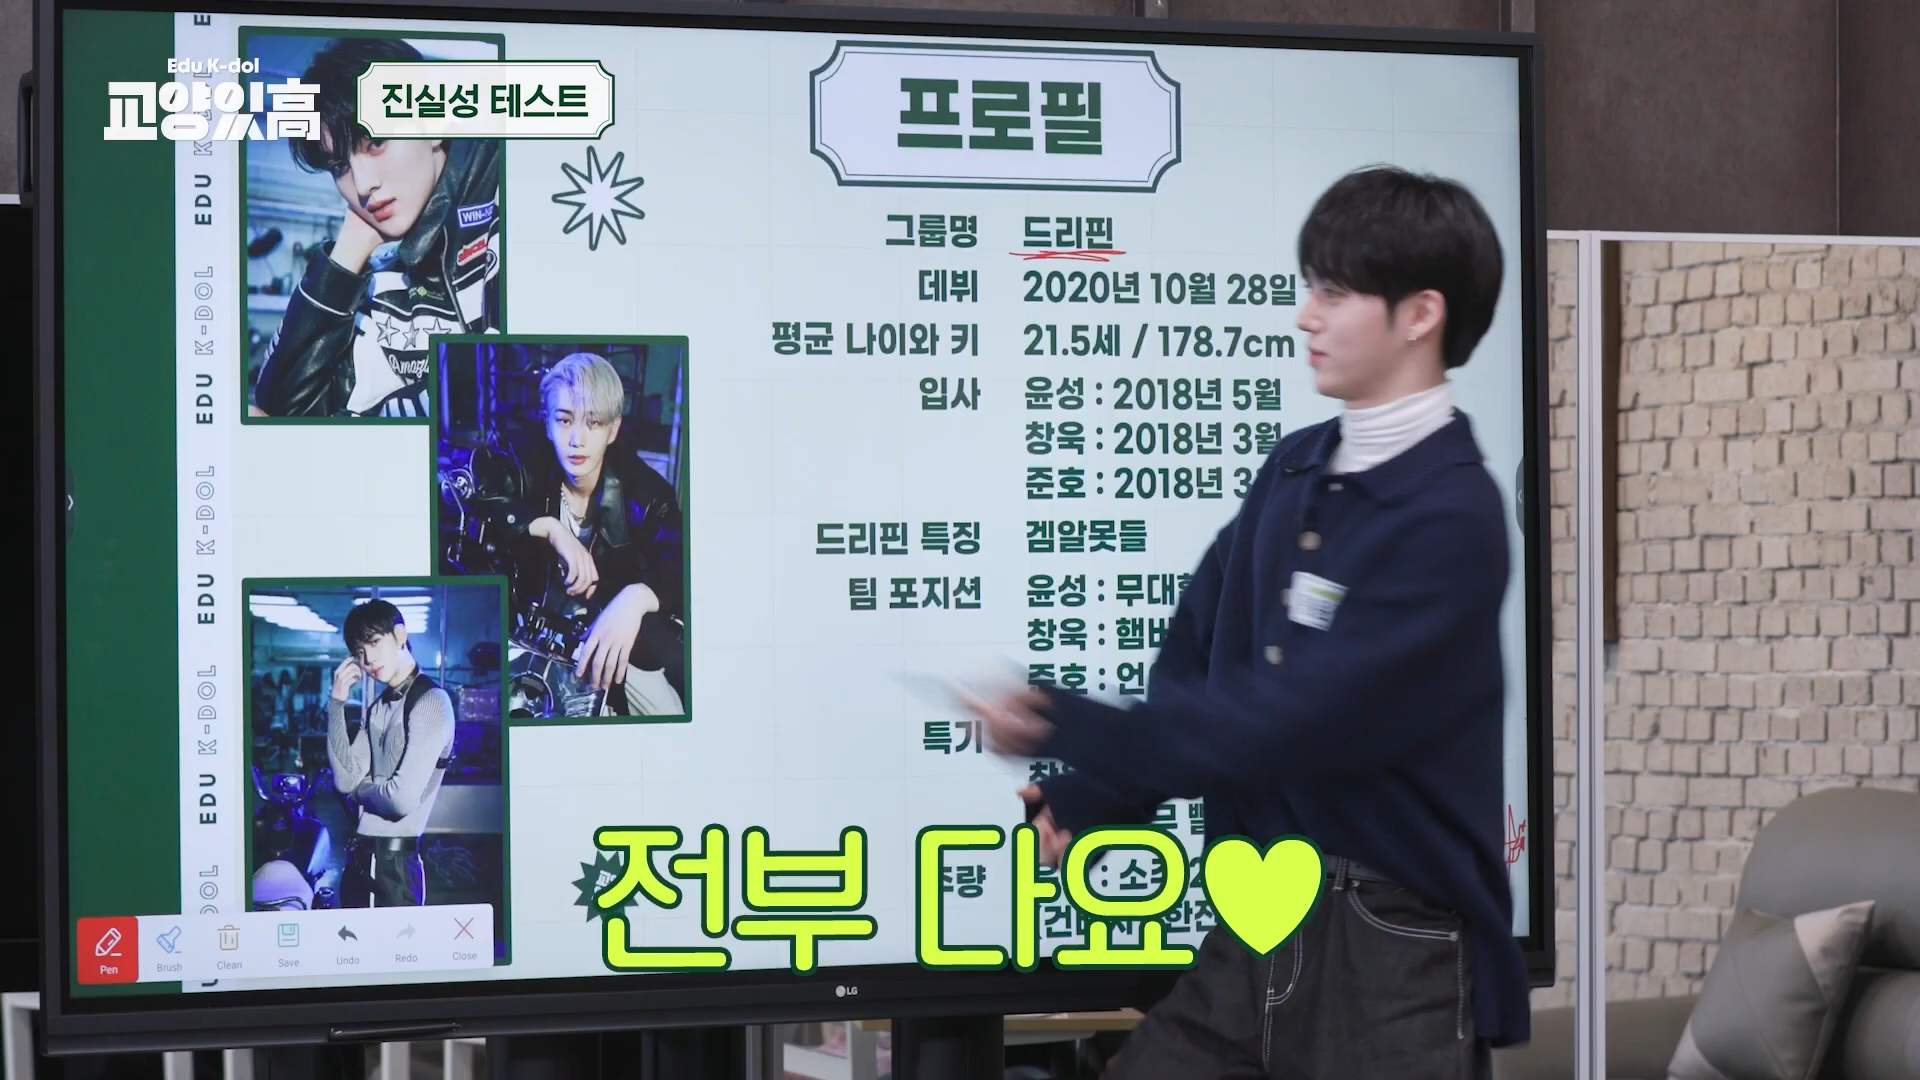 Edu K-dol
교양있高
진실성 테스트
프로필
그룹명 드리핀
데뷔 2020년 10월 28일
평균 나이와 키 21.5세 / 178.7cm
입사 윤성 : 2018년 5월
창욱 : 2018년 3월
준호 : 2018년 3
드리핀 특징 겜알못들
팀 포지션 윤성 : 무대
창욱 : 햄버
준호 : 언
특기
전부 다요♥
EDU K-DOL EDU K-DOL EDU K-DOL EDU K-DOL
WIN
Amazi
Pen Brush Clean Save Undo Redo Close
LG